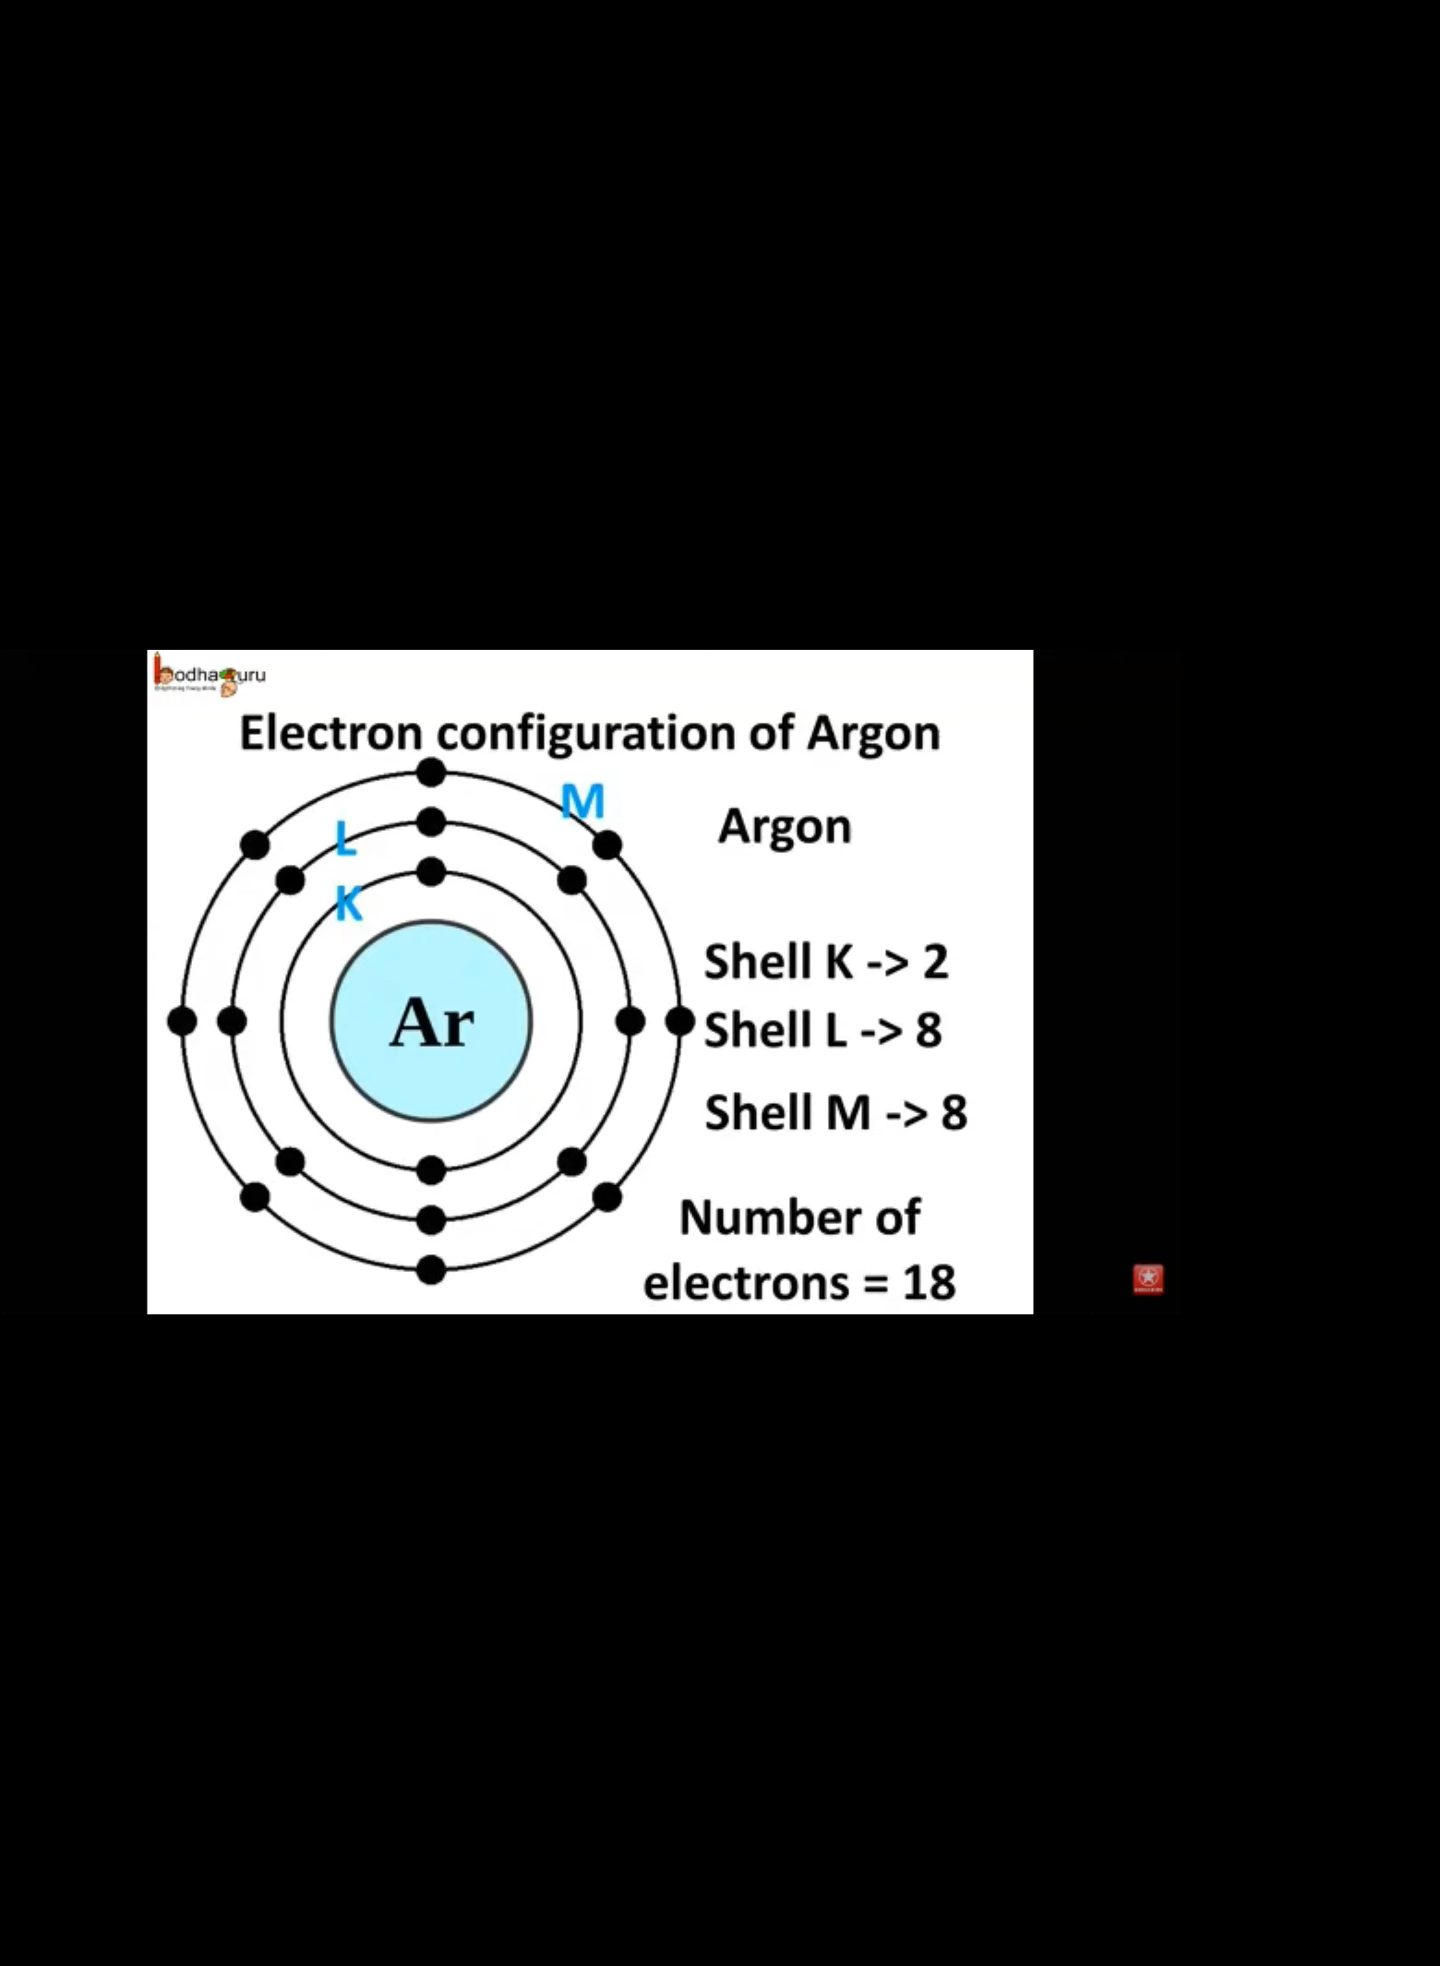 bodhaguru
Electron configuration of Argon
M
L
K
Ar
Argon
Shell K -> 2
Shell L -> 8
Shell M -> 8
Number of
electrons = 18